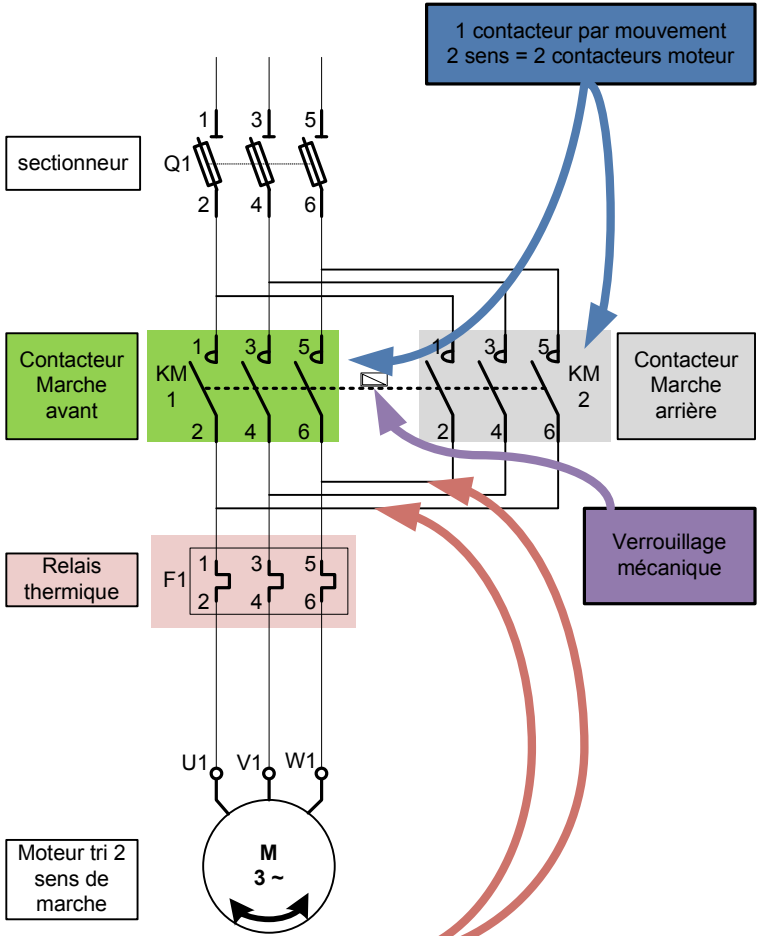 1 contacteur par mouvement
2 sens = 2 contacteurs moteur
1 3 5
sectionneur
Q1
2 4 6
Contacteur
Marche
avant
KM
1
1 3 5
2 4 6
1 3 5
2 4 6
KM
2
Contacteur
Marche
arrière
Verrouillage
mécanique
Relais
thermique
F1
1 3 5
2 4 6
U1 V1 W1
Moteur tri 2
sens de
marche
M
3 ~